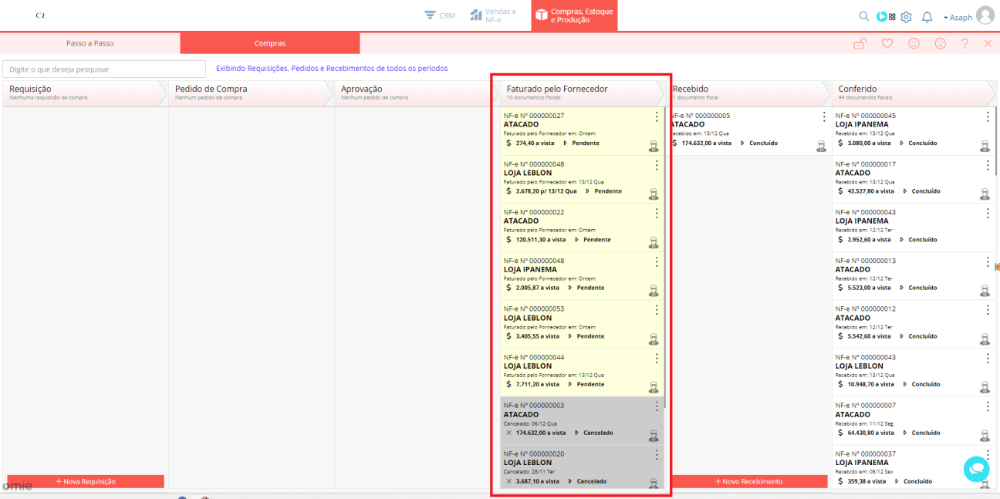 CR
CRM
Vendas e
NF-e
Compras, Estoque
e Produção
Asaph
Passo a Passo
Compras
Digite o que deseja pesquisar
Exibindo Requisições, Pedidos e Recebimentos de todos os períodos
Requisição
Nenhuma requisição de compra
Pedido de Compra
Nenhum pedido de compra
Aprovação
Nenhum pedido de compra
Faturado pelo Fornecedor
10 documentos fiscais
Recebido
1 documento fiscal
Conferido
44 documentos fiscais
+ Nova Requisição
omie
NF-e Nº 000000027
ATACADO
Faturado pelo Fornecedor em: Ontem
$ 274,40 a vista Pendente
NF-e Nº 000000048
LOJA LEBLON
Faturado pelo Fornecedor em: 13/12 Qua
$ 2.678,20 p/ 13/12 Qua Pendente
NF-e Nº 000000022
ATACADO
Faturado pelo Fornecedor em: Ontem
$ 120.511,30 a vista Pendente
NF-e Nº 000000048
LOJA IPANEMA
Faturado pelo Fornecedor em: Ontem
$ 2.005,87 a vista Pendente
NF-e Nº 000000053
LOJA LEBLON
Faturado pelo Fornecedor em: Ontem
$ 3.405,55 a vista Pendente
NF-e Nº 000000044
LOJA LEBLON
Faturado pelo Fornecedor em: 13/12 Qua
$ 7.711,20 a vista Pendente
NF-e Nº 000000003
ATACADO
Cancelado: 06/12 Qua
174.632,00 a vista Cancelado
NF-e Nº 000000020
LOJA LEBLON
Cancelado: 28/11 Ter
3.687,10 a vista Cancelado
NF-e Nº 000000005
ATACADO
Recebido em: 13/12 Qua
$ 174.632,00 a vista Concluído
+ Novo Recebimento
NF-e Nº 000000045
LOJA IPANEMA
Recebido em: 13/12 Qua
$ 3.080,00 a vista Concluído
NF-e Nº 000000017
ATACADO
Recebido em: 13/12 Qua
$ 42.527,80 a vista Concluído
NF-e Nº 000000043
LOJA IPANEMA
Recebido em: 12/12 Ter
$ 2.952,60 a vista Concluído
NF-e Nº 000000013
ATACADO
Recebido em: 12/12 Ter
$ 5.523,00 a vista Concluído
NF-e Nº 000000012
ATACADO
Recebido em: 12/12 Ter
$ 5.542,60 a vista Concluído
NF-e Nº 000000043
LOJA LEBLON
Recebido em: 13/12 Qua
$ 10.948,70 a vista Concluído
NF-e Nº 000000007
ATACADO
Recebido em: 11/12 Seg
$ 64.430,80 a vista Concluído
NF-e Nº 000000037
LOJA IPANEMA
Recebido em: 08/12 Sex
$ 359,38 a vista Concluído